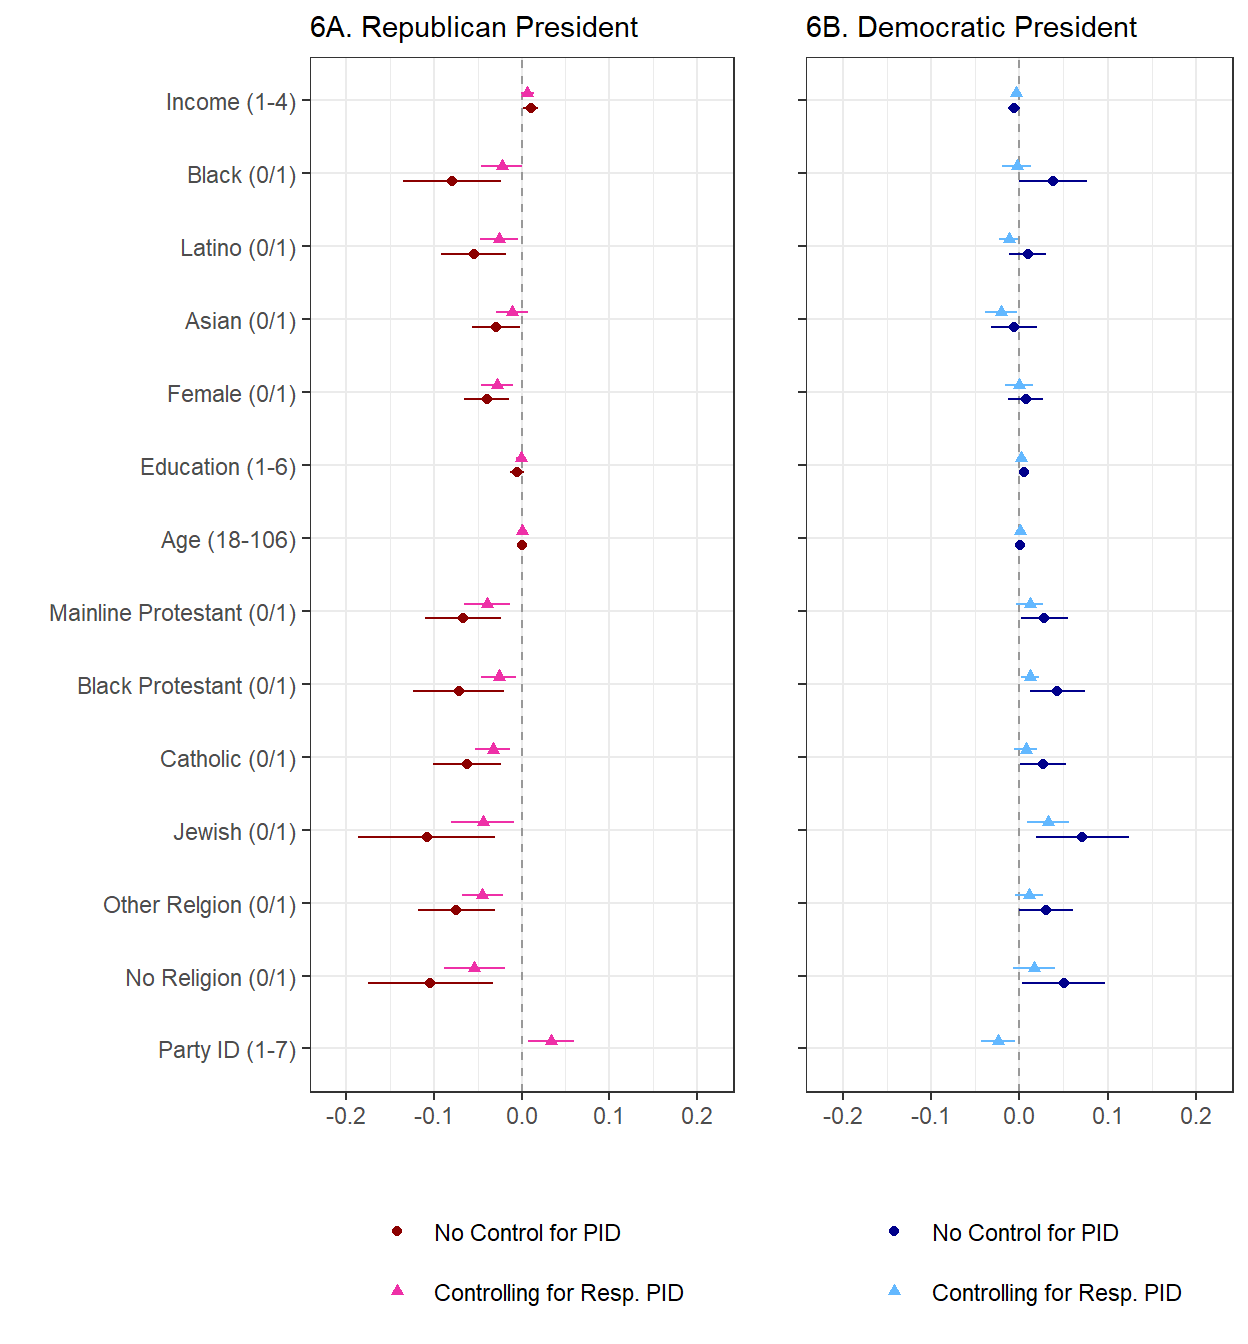 6A. Republican President
6B. Democratic President
Income (1-4)
Black (0/1)
Latino (0/1)
Asian (0/1)
Female (0/1)
Education (1-6)
Age (18-106)
Mainline Protestant (0/1)
Black Protestant (0/1)
Catholic (0/1)
Jewish (0/1)
Other Relgion (0/1)
No Religion (0/1)
Party ID (1-7)
-0.2 -0.1 0.0 0.1 0.2
-0.2 -0.1 0.0 0.1 0.2
No Control for PID
Controlling for Resp. PID
No Control for PID
Controlling for Resp. PID